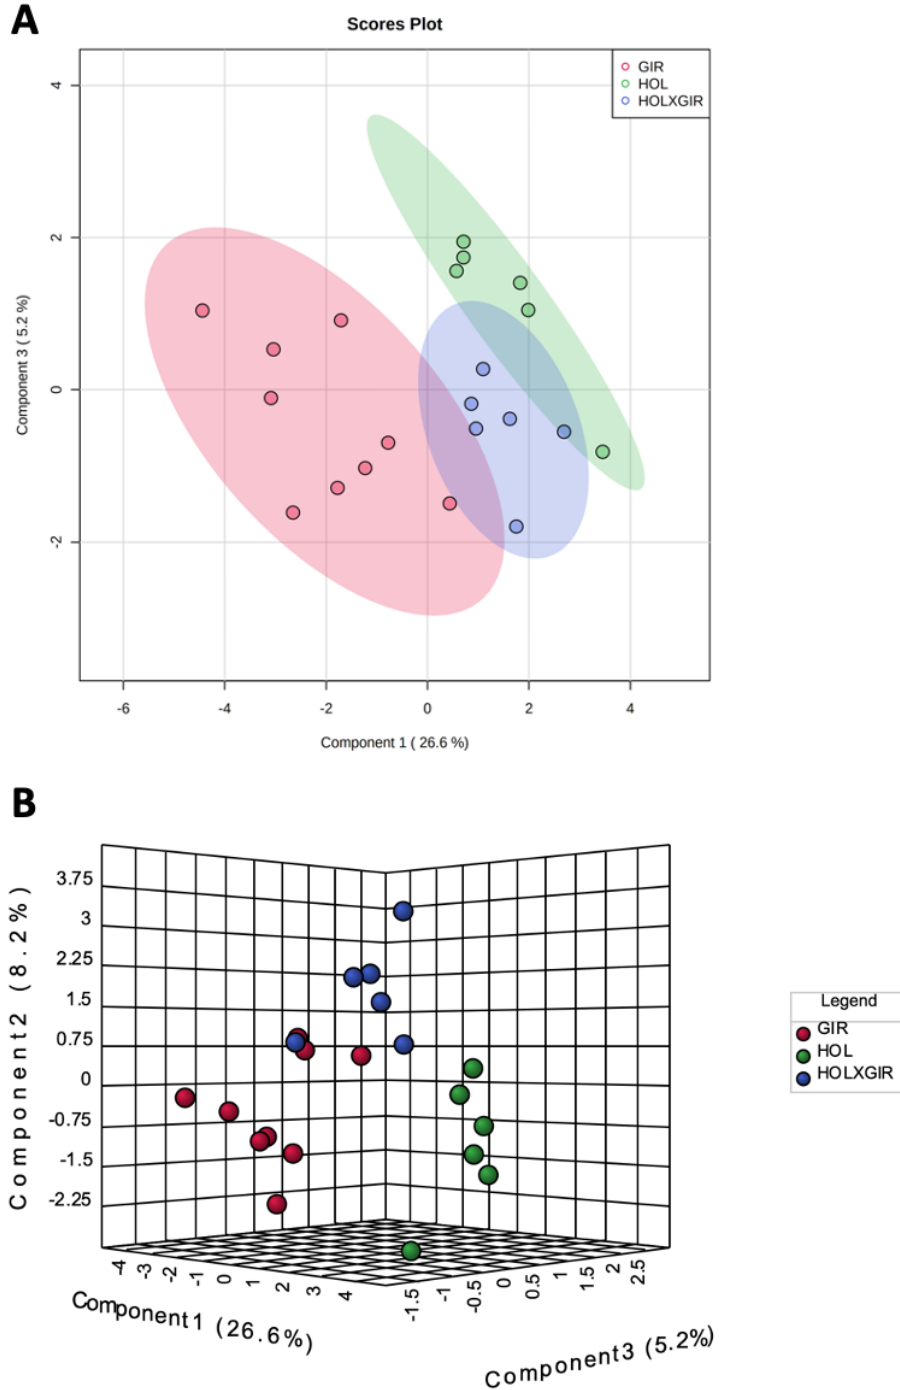 A
Scores Plot
GIR
HOL
HOLXGIR
4
2
0
-2
Component 3 ( 5.2 %)
-6 -4 -2 0 2 4
Component 1 ( 26.6 %)
B
3.75
3
2.25
1.5
0.75
0
-0.75
-1.5
-2.25
Component2 (8.2%)
-4 -3 -2 -1 0 1 2 3 4
-1.5 -1 -0.5 0 0.5 1 1.5 2 2.5
Component1 (26.6%)
Component3 (5.2%)
Legend
GIR
HOL
HOLXGIR